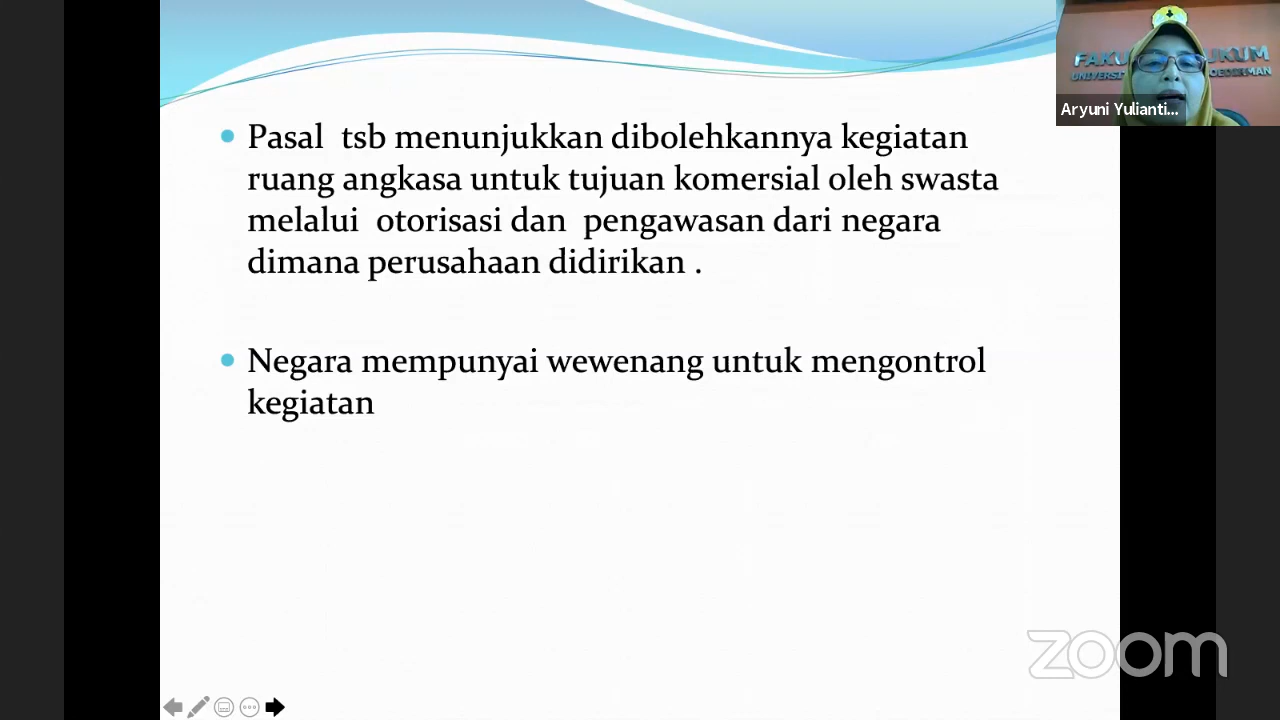 Pasal tsb menunjukkan dibolehkannya kegiatan
ruang angkasa untuk tujuan komersial oleh swasta
melalui otorisasi dan pengawasan dari negara
dimana perusahaan didirikan .
Negara mempunyai wewenang untuk mengontrol
kegiatan
Aryuni Yulianti...
zoom